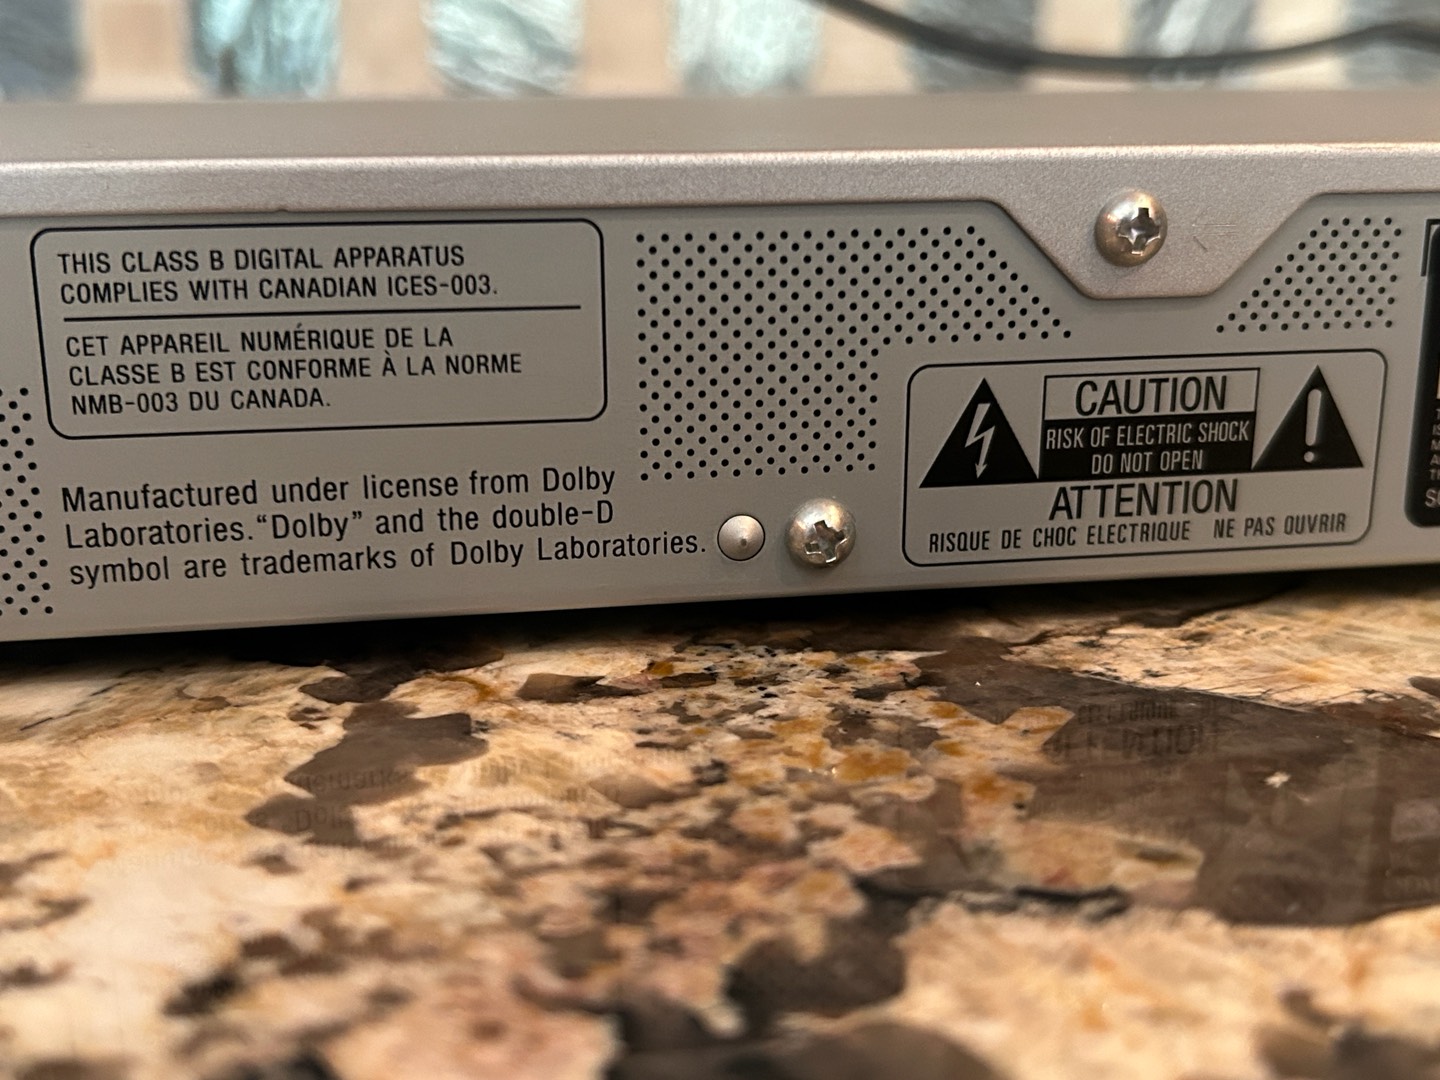 THIS CLASS B DIGITAL APPARATUS
COMPLIES WITH CANADIAN ICES-003.
CET APPAREIL NUMÉRIQUE DE LA
CLASSE B EST CONFORME À LA NORME
NMB-003 DU CANADA.
Manufactured under license from Dolby
Laboratories. “Dolby” and the double-D
symbol are trademarks of Dolby Laboratories.
CAUTION
RISK OF ELECTRIC SHOCK
DO NOT OPEN
ATTENTION
RISQUE DE CHOC ELECTRIQUE NE PAS OUVRIR